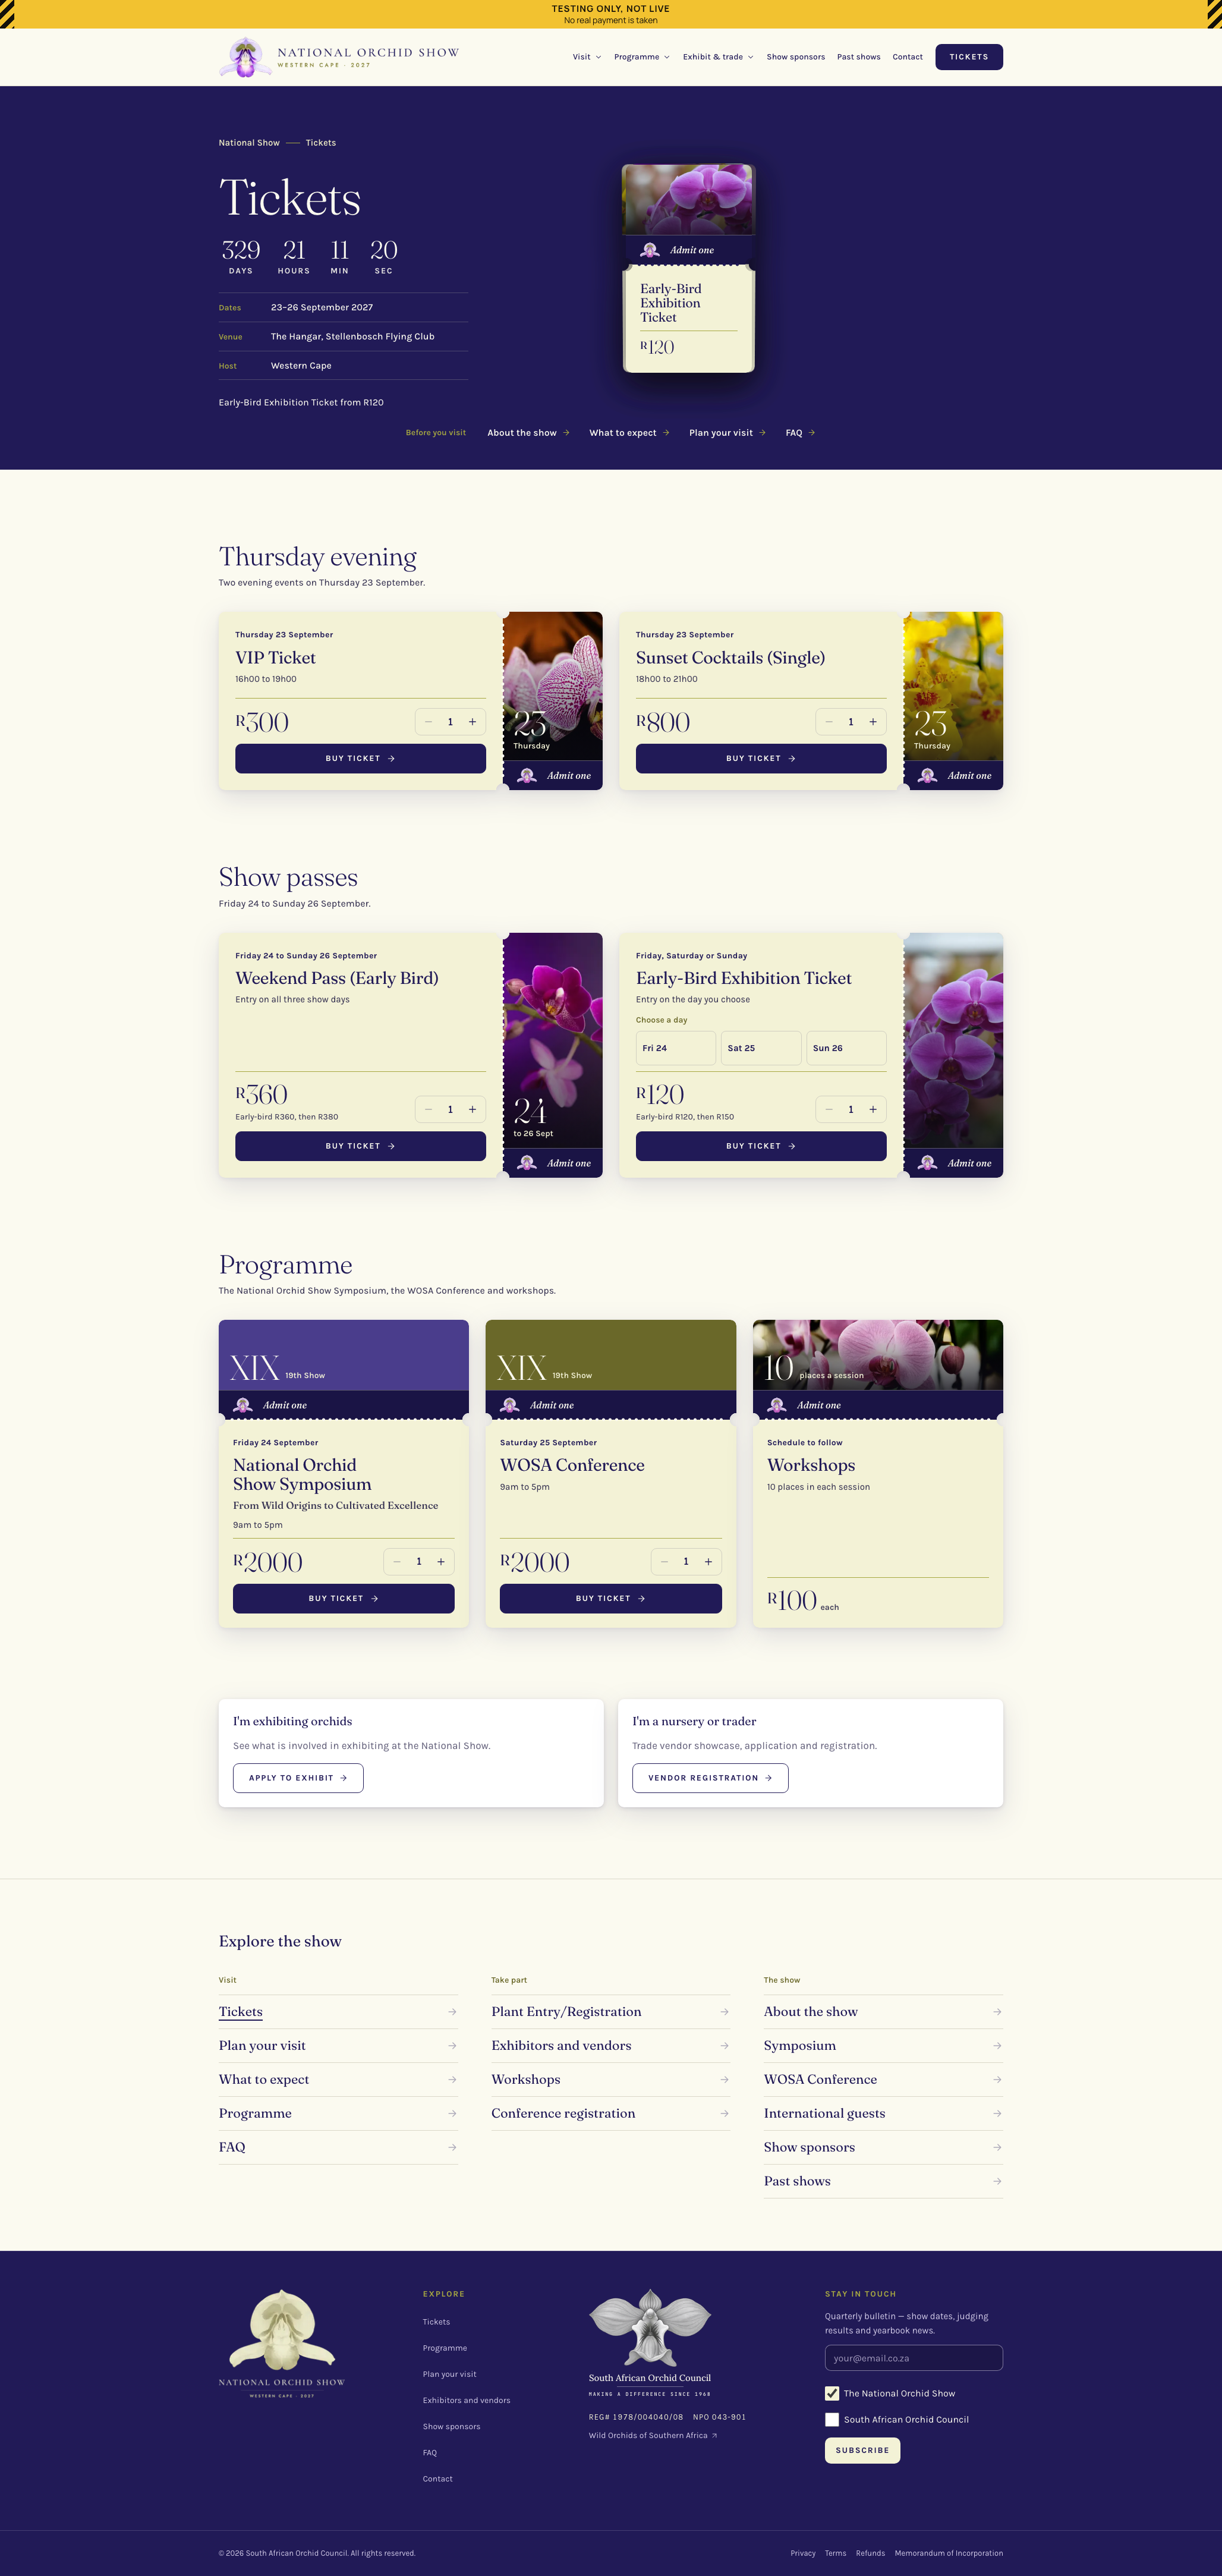 TESTING ONLY, NOT LIVE
No real payment is taken
NATIONAL ORCHID SHOW
WESTERN CAPE · 2027
Visit Programme Exhibit & trade Show sponsors Past shows Contact TICKETS
National Show — Tickets
Tickets
329 21 11 20
DAYS HOURS MIN SEC
Dates 23–26 September 2027
Venue The Hangar, Stellenbosch Flying Club
Host Western Cape
Early-Bird Exhibition Ticket from R120
Admit one
Early-Bird
Exhibition
Ticket
R120
Before you visit About the show What to expect Plan your visit FAQ
Thursday evening
Two evening events on Thursday 23 September.
Thursday 23 September
VIP Ticket
16h00 to 19h00
R300 1
BUY TICKET
23
Thursday
Admit one
Thursday 23 September
Sunset Cocktails (Single)
18h00 to 21h00
R800 1
BUY TICKET
23
Thursday
Admit one
Show passes
Friday 24 to Sunday 26 September.
Friday 24 to Sunday 26 September
Weekend Pass (Early Bird)
Entry on all three show days
R360
Early-bird R360, then R380 1
BUY TICKET
24
to 26 Sept
Admit one
Friday, Saturday or Sunday
Early-Bird Exhibition Ticket
Entry on the day you choose
Choose a day
Fri 24 Sat 25 Sun 26
R120
Early-bird R120, then R150 1
BUY TICKET
Admit one
Programme
The National Orchid Show Symposium, the WOSA Conference and workshops.
XIX 19th Show
Admit one
Friday 24 September
National Orchid
Show Symposium
From Wild Origins to Cultivated Excellence
9am to 5pm
R2000 1
BUY TICKET
XIX 19th Show
Admit one
Saturday 25 September
WOSA Conference
9am to 5pm
R2000 1
BUY TICKET
10 places a session
Admit one
Schedule to follow
Workshops
10 places in each session
R100 each
I'm exhibiting orchids
See what is involved in exhibiting at the National Show.
APPLY TO EXHIBIT
I'm a nursery or trader
Trade vendor showcase, application and registration.
VENDOR REGISTRATION
Explore the show
Visit
Tickets
Plan your visit
What to expect
Programme
FAQ
Take part
Plant Entry/Registration
Exhibitors and vendors
Workshops
Conference registration
The show
About the show
Symposium
WOSA Conference
International guests
Show sponsors
Past shows
NATIONAL ORCHID SHOW
WESTERN CAPE · 2027
EXPLORE
Tickets
Programme
Plan your visit
Exhibitors and vendors
Show sponsors
FAQ
Contact
South African Orchid Council
MAKING A DIFFERENCE SINCE 1968
REG# 1978/004040/08 NPO 043-901
Wild Orchids of Southern Africa
STAY IN TOUCH
Quarterly bulletin — show dates, judging
results and yearbook news.
your@email.co.za
The National Orchid Show
South African Orchid Council
SUBSCRIBE
© 2026 South African Orchid Council. All rights reserved.
Privacy Terms Refunds Memorandum of Incorporation